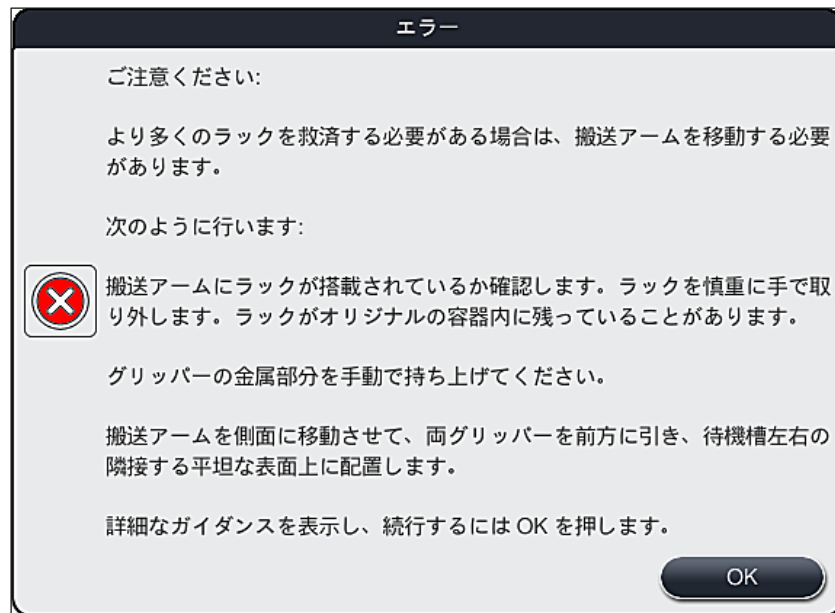 エラー
ご注意ください:
より多くのラックを救済する必要がある場合は、搬送アームを移動する必要
があります。
次のように行います:
搬送アームにラックが搭載されているか確認します。ラックを慎重に手で取
り外します。ラックがオリジナルの容器内に残っていることがあります。
グリッパーの金属部分を手動で持ち上げてください。
搬送アームを側面に移動させて、両グリッパーを前方に引き、待機槽左右の
隣接する平坦な表面上に配置します。
詳細なガイダンスを表示し、続行するには OK を押します。
OK